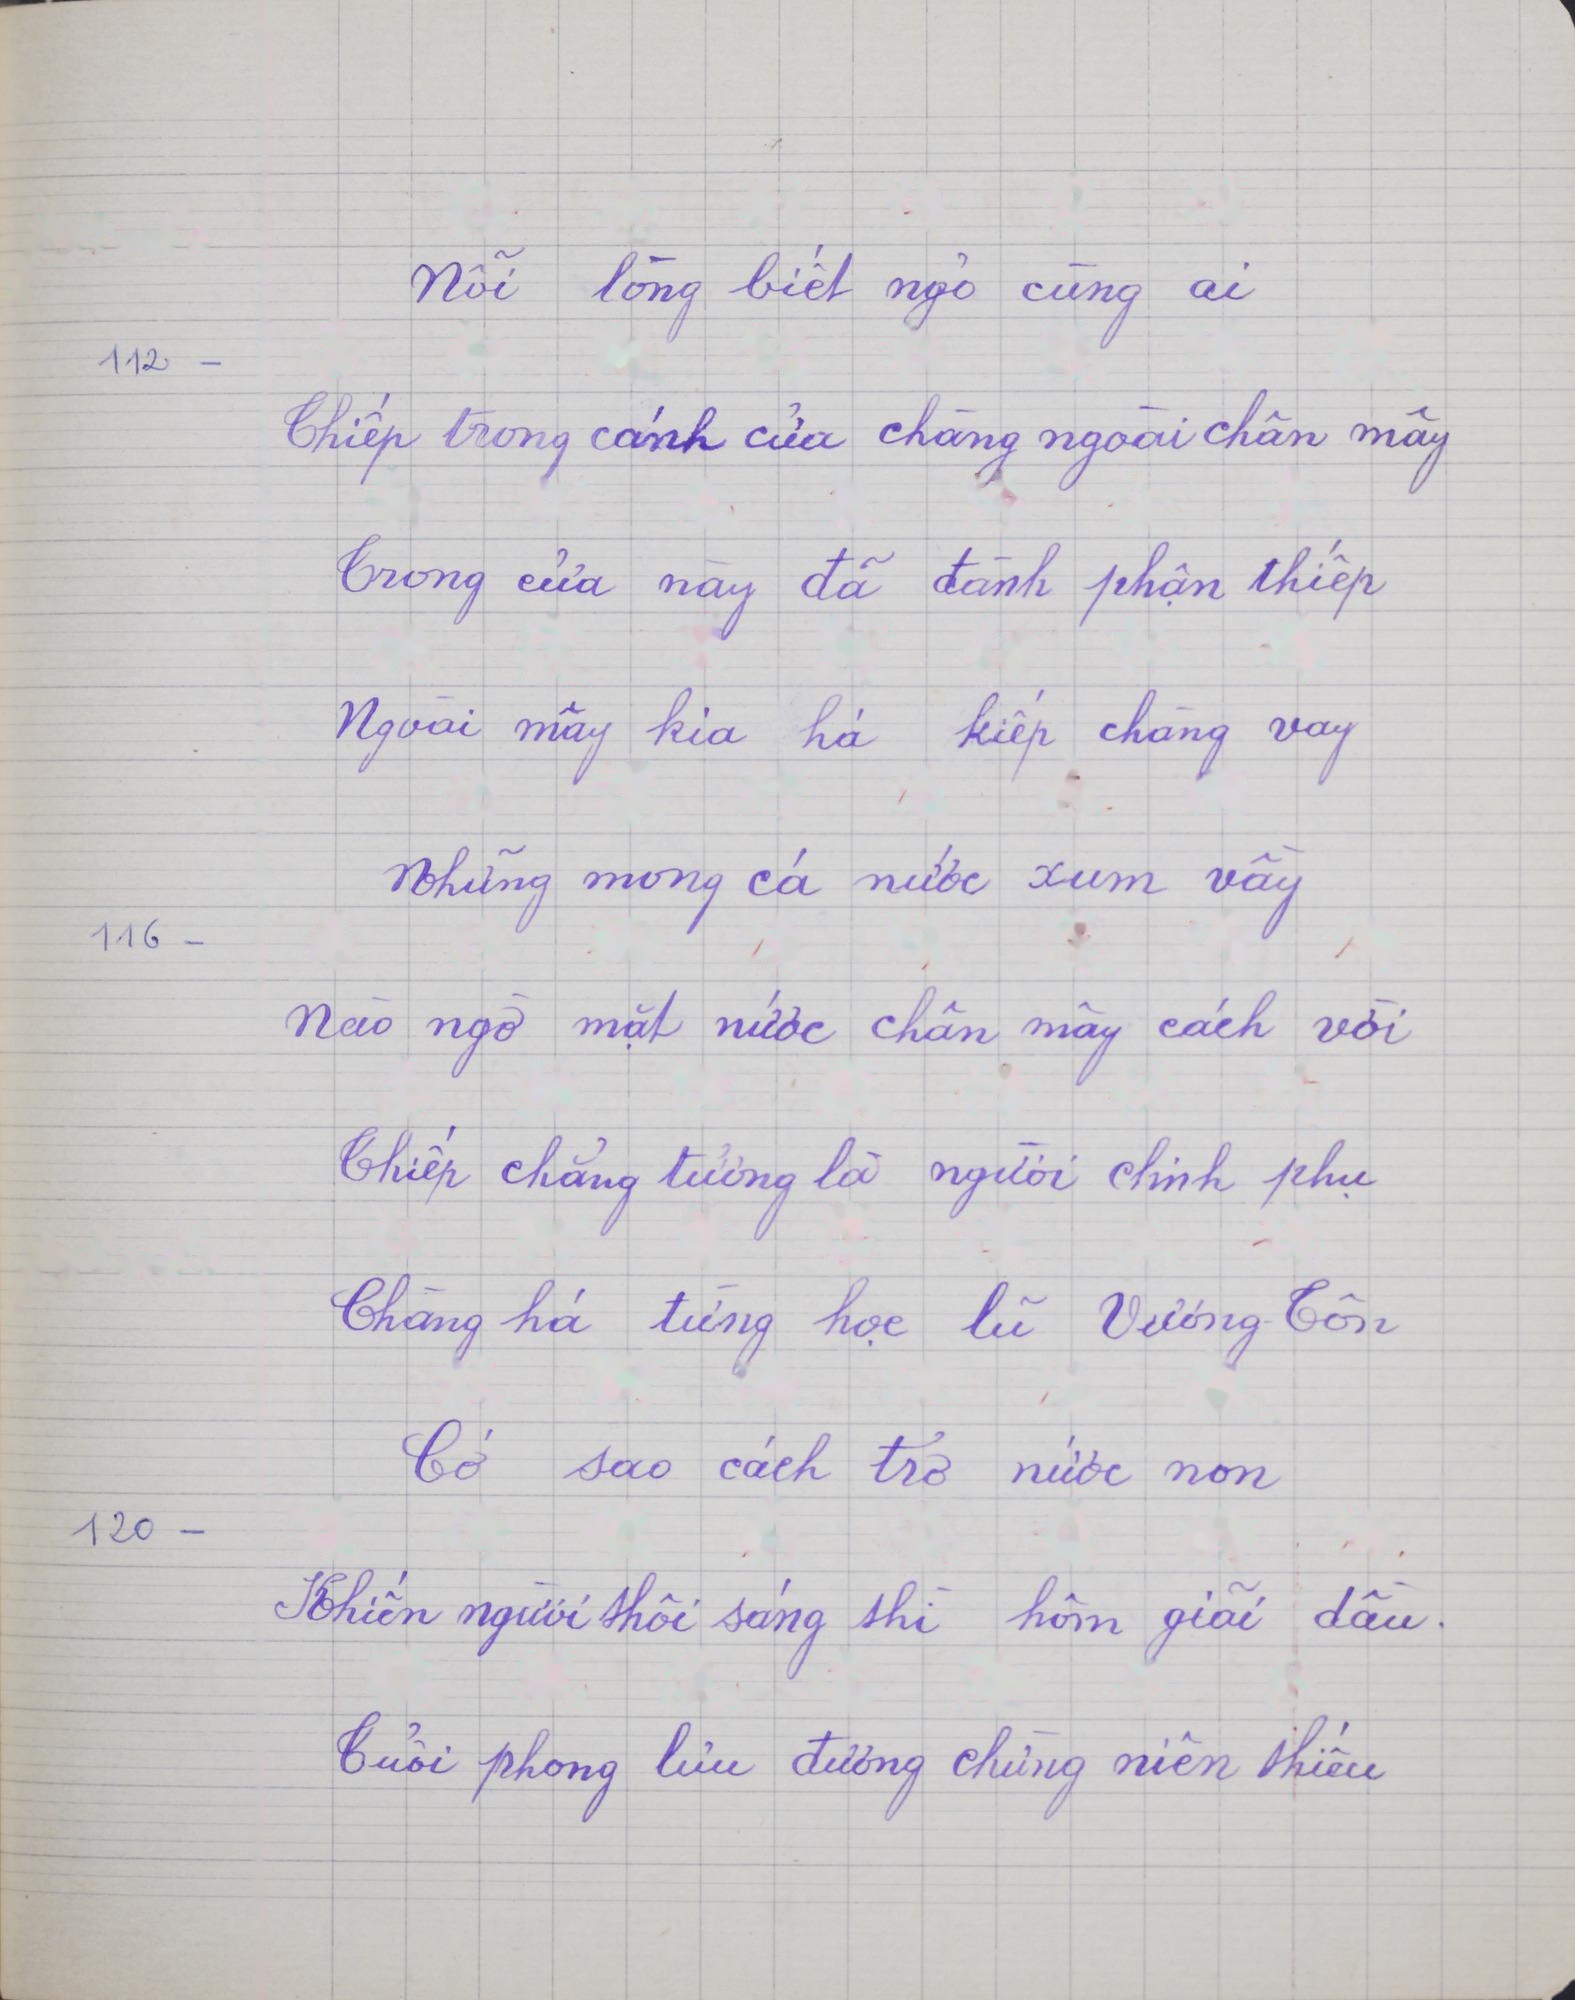 Nỗi lòng biết ngỏ cùng ai
112 -
Thiếp trong cánh cửa chàng ngoài chân mây
Trong cửa này đã đành phận thiếp
Ngoài mây kia há kiếp chàng vay
Những mong cá nước xum vầy
116 -
Nào ngờ mặt nước chân mây cách vời
Thiếp chẳng tưởng là người chinh phụ
Chàng há từng học lũ Vương-Tôn
Cớ sao cách trở nước non
120 -
Khiến người thôi sáng thì hôm giãi dầu.
Tuổi phong lưu đương chừng niên thiếu